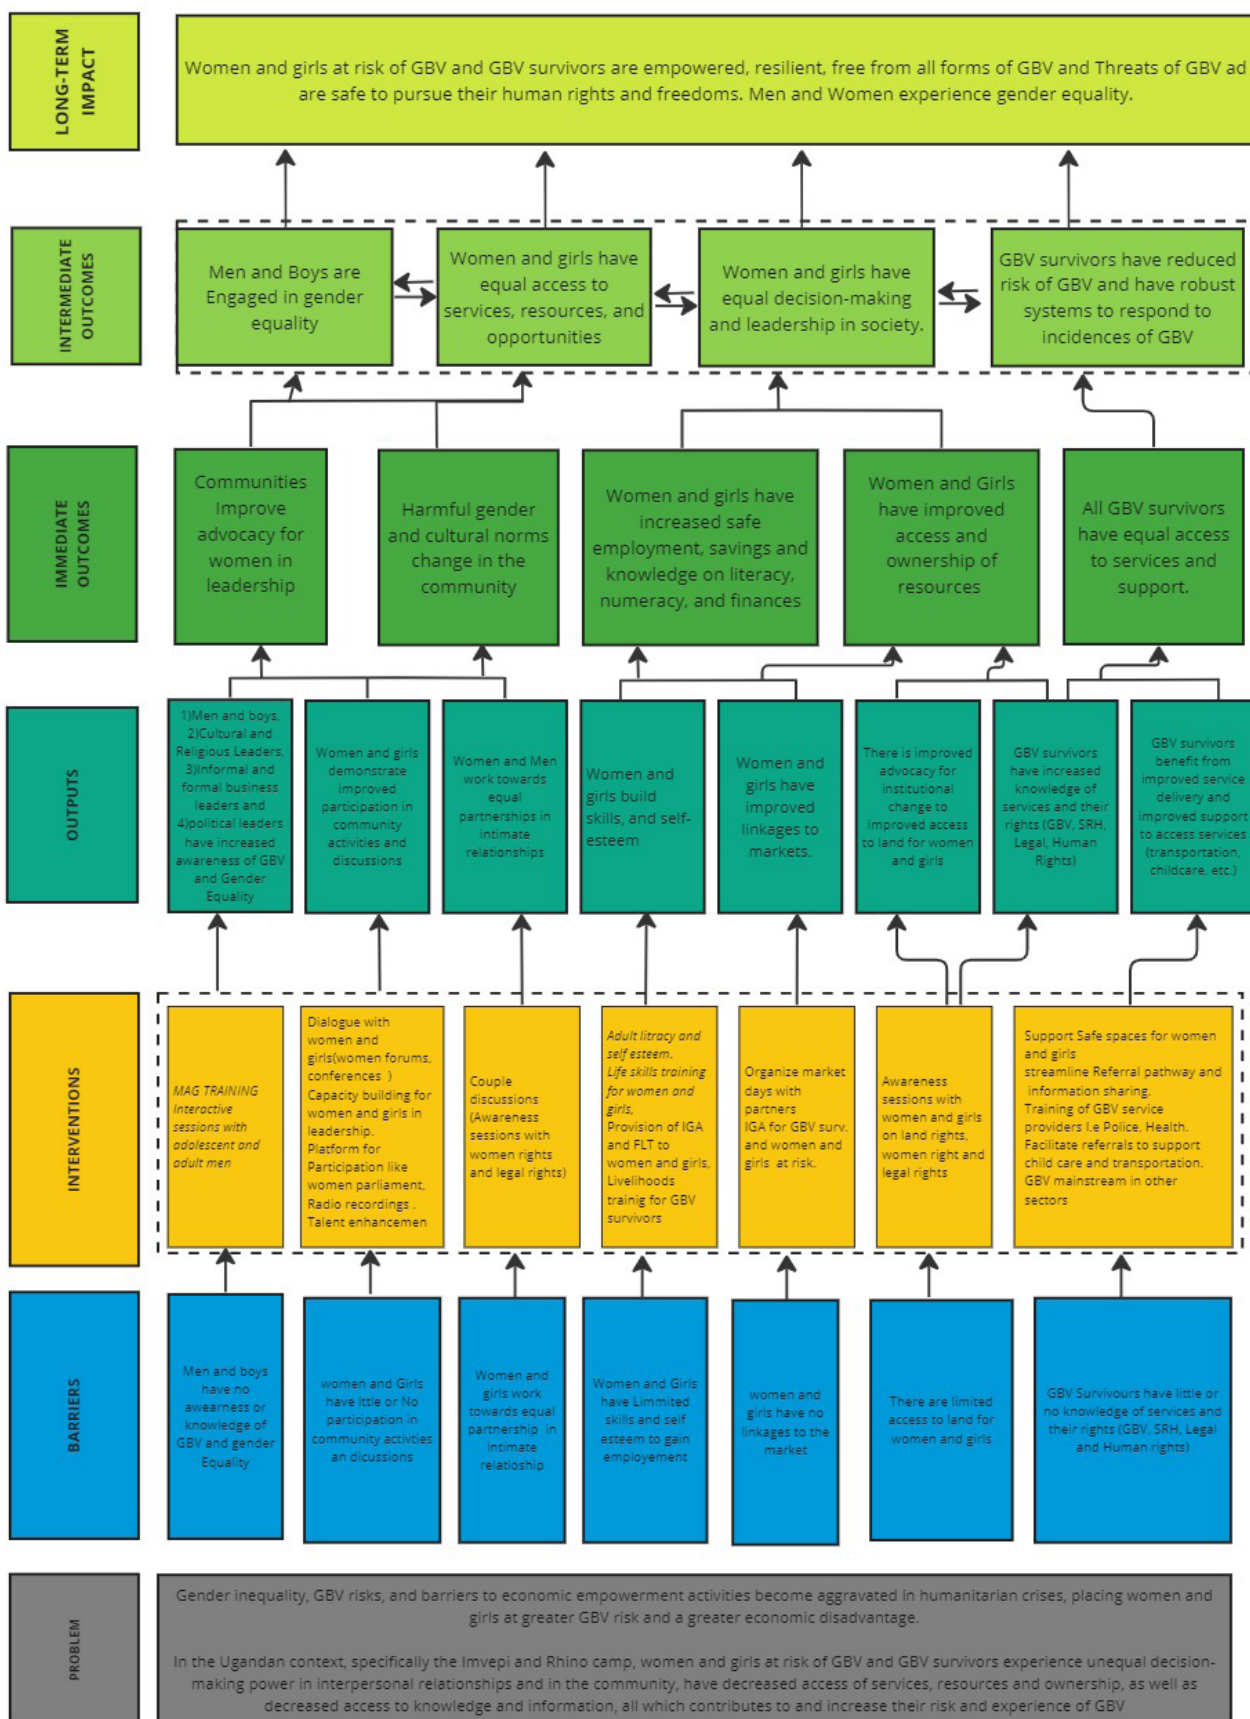 LONG-TERM
IMPACT
Women and girls at risk of GBV and GBV survivors are empowered, resilient, free from all forms of GBV and Threats of GBV ad
are safe to pursue their human rights and freedoms. Men and Women experience gender equality.
INTERMEDIATE
OUTCOMES
Men and Boys are
Engaged in gender
equality
Women and girls have
equal access to
services, resources, and
opportunities
Women and girls have
equal decision-making
and leadership in society.
GBV survivors have reduced
risk of GBV and have robust
systems to respond to
incidences of GBV
IMMEDIATE
OUTCOMES
Communities
Improve
advocacy for
women in
leadership
Harmful gender
and cultural norms
change in the
community
Women and girls have
increased safe
employment, savings and
knowledge on literacy,
numeracy, and finances
Women and Girls
have improved
access and
ownership of
resources
All GBV survivors
have equal access
to services and
support.
OUTPUTS
1)Men and boys,
2)Cultural and
Religious Leaders,
3)Informal and
formal business
leaders and
4)political leaders
have increased
awareness of GBV
and Gender
Equality
Women and girls
demonstrate
improved
participation in
community
activities and
discussions
Women and Men
work towards
equal
partnerships in
intimate
relationships
Women and
girls build
skills, and self-
esteem
Women and
girls have
improved
linkages to
markets.
There is improved
advocacy for
institutional
change to
improved access
to land for women
and girls
GBV survivors
have increased
knowledge of
services and their
rights (GBV, SRH,
Legal, Human
Rights)
GBV survivors
benefit from
improved service
delivery and
improved support
to access services
(transportation,
childcare, etc.)
INTERVENTIONS
MAG TRAINING
Interactive
sessions with
adolescent and
adult men
Dialogue with
women and
girls(women forums,
conferences )
Capacity building for
women and girls in
leadership.
Platform for
Participation like
women parliament,
Radio recordings .
Talent enhancemen
Couple
discussions
(Awareness
sessions with
women rights
and legal rights)
Adult litracy and
self esteem.
Life skills training
for women and
girls,
Provision of IGA
and FLT to
women and girls,
Livelihoods
trainig for GBV
survivors
Organize market
days with
partners
IGA for GBV surv.
and women and
girls at risk.
Awareness
sessions with
women and girls
on land rights,
women right and
legal rights
Support Safe spaces for women
and girls
streamline Referral pathway and
information sharing.
Training of GBV service
providers I.e Police, Health.
Facilitate referrals to support
child care and transportation.
GBV mainstream in other
sectors
BARRIERS
Men and boys
have no
awearness or
knowledge of
GBV and gender
Equality
women and Girls
have Ittle or No
participation in
community activties
an dicussions
Women and
girls work
towards equal
partnership in
intimate
relatioship
Women and Girls
have Limmited
skills and self
esteem to gain
employement
women and
girls have no
linkages to the
market
There are limited
access to land for
women and girls
GBV Survivours have little or
no knowledge of services and
their rights (GBV, SRH, Legal
and Human rights)
PROBLEM
Gender inequality, GBV risks, and barriers to economic empowerment activities become aggravated in humanitarian crises, placing women and
girls at greater GBV risk and a greater economic disadvantage.
In the Ugandan context, specifically the Imvepi and Rhino camp, women and girls at risk of GBV and GBV survivors experience unequal decision-
making power in interpersonal relationships and in the community, have decreased access of services, resources and ownership, as well as
decreased access to knowledge and information, all which contributes to and increase their risk and experience of GBV